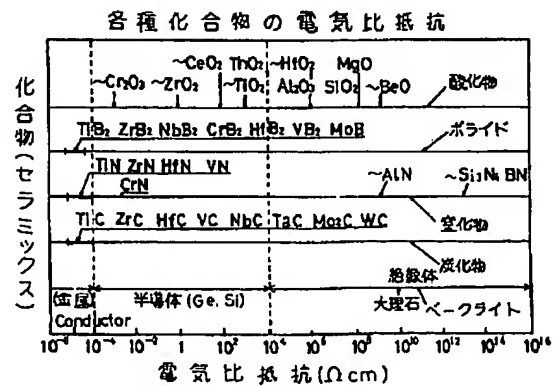 各種化合物の電気比抵抗
~CeO₂ ThO₂ ~HfO₂ MgO
~Cr₂O₃ ~ZrO₂ ~TiO₂ Al₂O₃ SiO₂ ~BeO 酸化物
TiB₂ ZrB₂ NbB₂ CrB₂ HfB₂ VB₂ MoB
ボライド
TiN ZrN HfN VN
CrN
~AlN ~Si₃N₄ BN
窒化物
TiC ZrC HfC VC NbC TaC Mo₂C WC
炭化物
(金属) 半導体(Ge, Si) 大理石 ベークライト
Conductor
10⁻⁶ 10⁻⁴ 10⁻² 1 10² 10⁴ 10⁶ 10⁸ 10¹⁰ 10¹² 10¹⁴ 10¹⁶
電気比抵抗(Ωcm)
化合物(セラミックス)